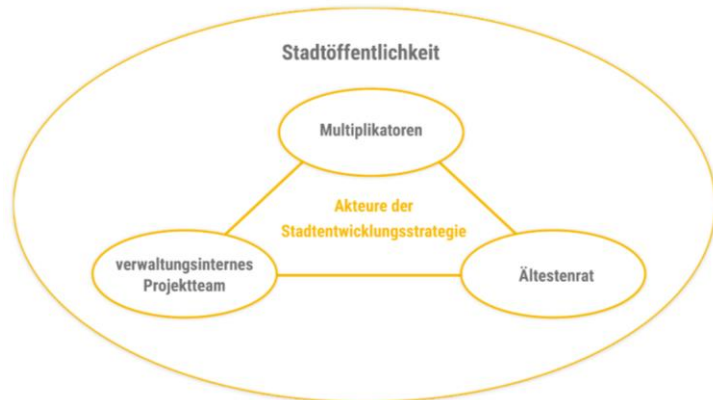 Stadtöffentlichkeit
Multiplikatoren
Akteure der
Stadtentwicklungsstrategie
verwaltungsinternes
Projektteam
Ältestenrat